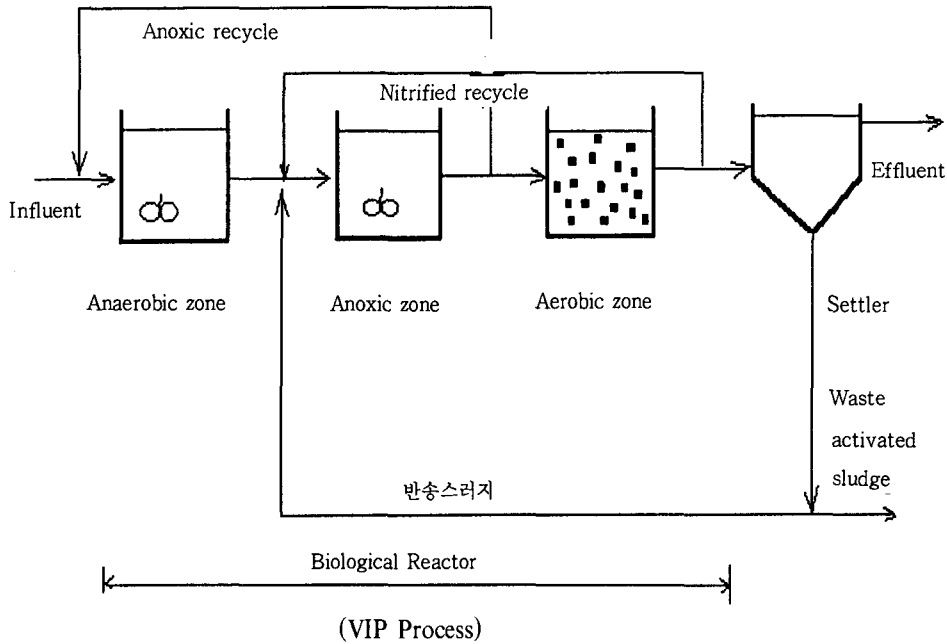 Anoxic recycle
Nitrified recycle
Influent
Effluent
Anaerobic zone
Anoxic zone
Aerobic zone
Settler
Waste
activated
sludge
반송스러지
Biological Reactor
(VIP Process)